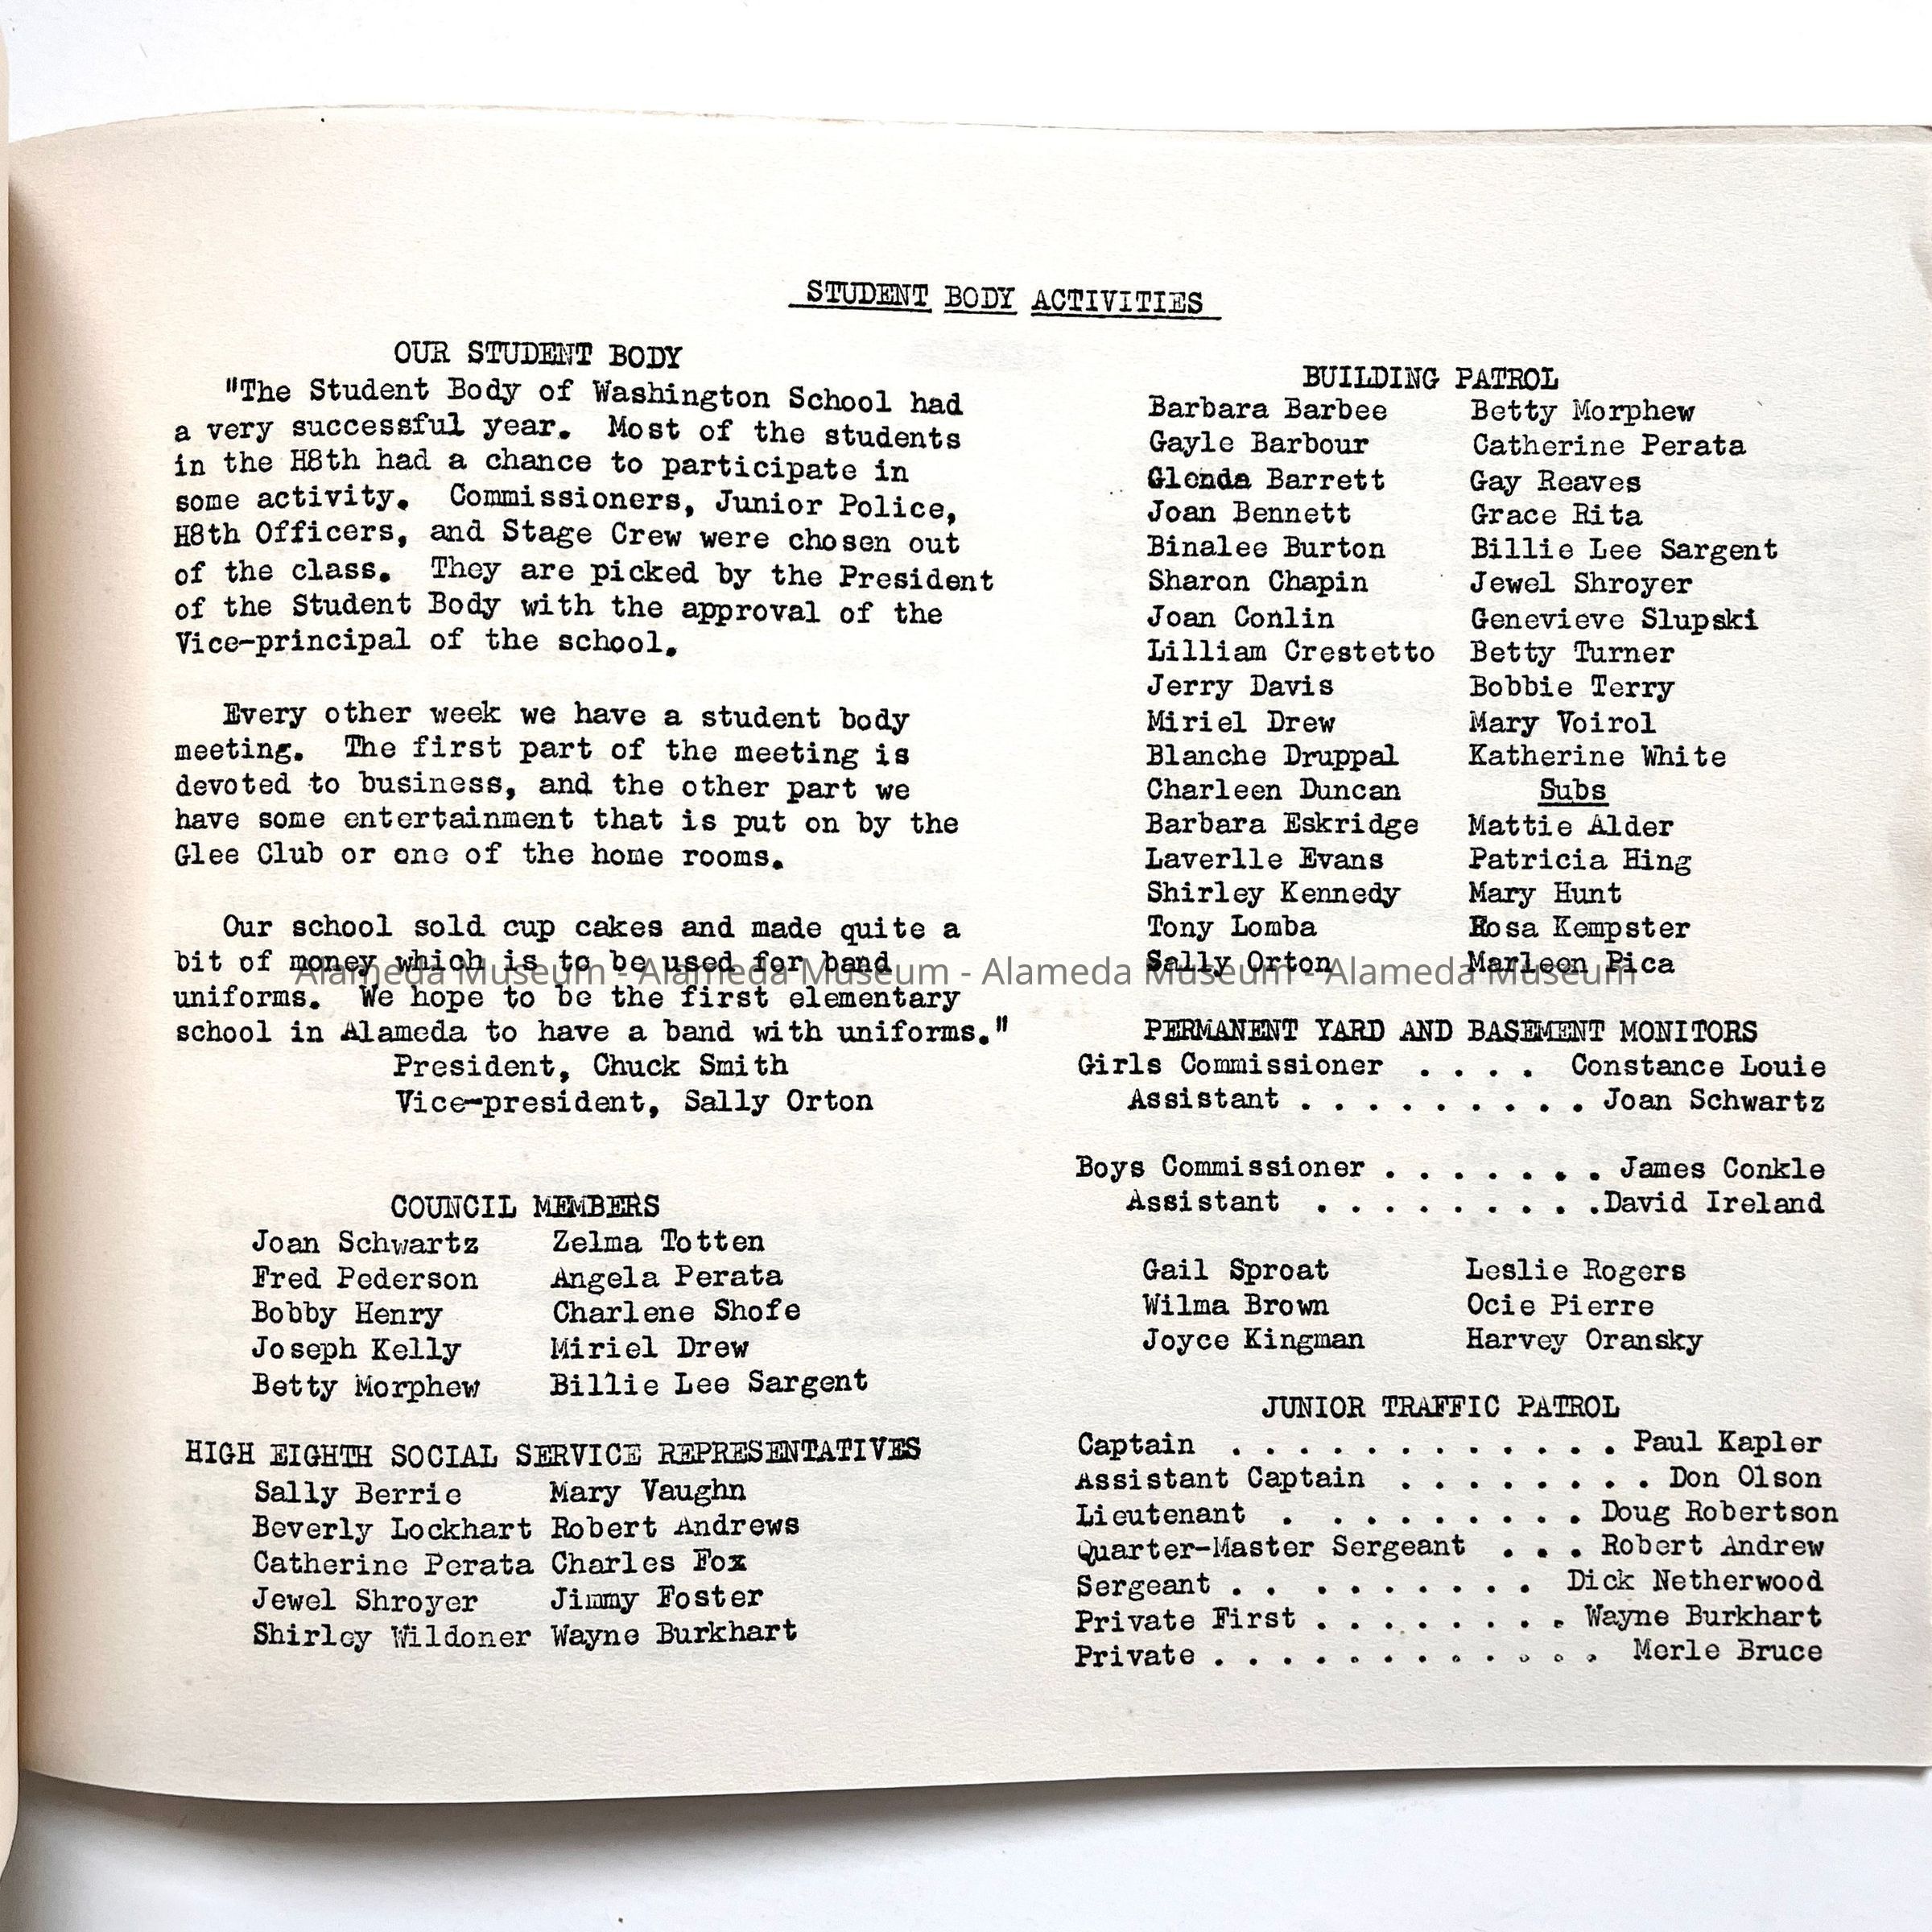 STUDENT BODY ACTIVITIES
OUR STUDENT BODY
"The Student Body of Washington School had
a very successful year. Most of the students
in the H8th had a chance to participate in
some activity. Commissioners, Junior Police,
H8th Officers, and Stage Crew were chosen out
of the class. They are picked by the President
of the Student Body with the approval of the
Vice-principal of the school.
Every other week we have a student body
meeting. The first part of the meeting is
devoted to business, and the other part we
have some entertainment that is put on by the
Glee Club or one of the home rooms.
Our school sold cup cakes and made quite a
bit of money which is to be used for band
uniforms. We hope to be the first elementary
school in Alameda to have a band with uniforms."
President, Chuck Smith
Vice-president, Sally Orton
COUNCIL MEMBERS
Joan Schwartz Zelma Totten
Fred Pederson Angela Perata
Bobby Henry Charlene Shofe
Joseph Kelly Miriel Drew
Betty Morphew Billie Lee Sargent
HIGH EIGHTH SOCIAL SERVICE REPRESENTATIVES
Sally Berrie Mary Vaughn
Beverly Lockhart Robert Andrews
Catherine Perata Charles Fox
Jewel Shroyer Jimmy Foster
Shirley Wildoner Wayne Burkhart
BUILDING PATROL
Barbara Barbee Betty Morphew
Gayle Barbour Catherine Perata
Glenda Barrett Gay Reaves
Joan Bennett Grace Rita
Binalee Burton Billie Lee Sargent
Sharon Chapin Jewel Shroyer
Joan Conlin Genevieve Slupski
Lilliam Crestetto Betty Turner
Jerry Davis Bobbie Terry
Miriel Drew Mary Voirol
Blanche Druppal Katherine White
Charleen Duncan Subs
Barbara Eskridge Mattie Alder
Laverlle Evans Patricia Hing
Shirley Kennedy Mary Hunt
Tony Lomba Rosa Kempster
Sally Orton Marleen Pica
PERMANENT YARD AND BASEMENT MONITORS
Girls Commissioner . . . . Constance Louie
Assistant . . . . . . . . . Joan Schwartz
Boys Commissioner . . . . . . . James Conkle
Assistant . . . . . . . . .David Ireland
Gail Sproat Leslie Rogers
Wilma Brown Ocie Pierre
Joyce Kingman Harvey Oransky
JUNIOR TRAFFIC PATROL
Captain . . . . . . . . . . . . Paul Kapler
Assistant Captain . . . . . . . . Don Olson
Lieutenant . . . . . . . . . Doug Robertson
Quarter-Master Sergeant . . . Robert Andrew
Sergeant . . . . . . . . . Dick Netherwood
Private First . . . . . . . . Wayne Burkhart
Private . . . . . . . . . . . . Merle Bruce
Alameda Museum - Alameda Museum - Alameda Museum - Alameda Museum